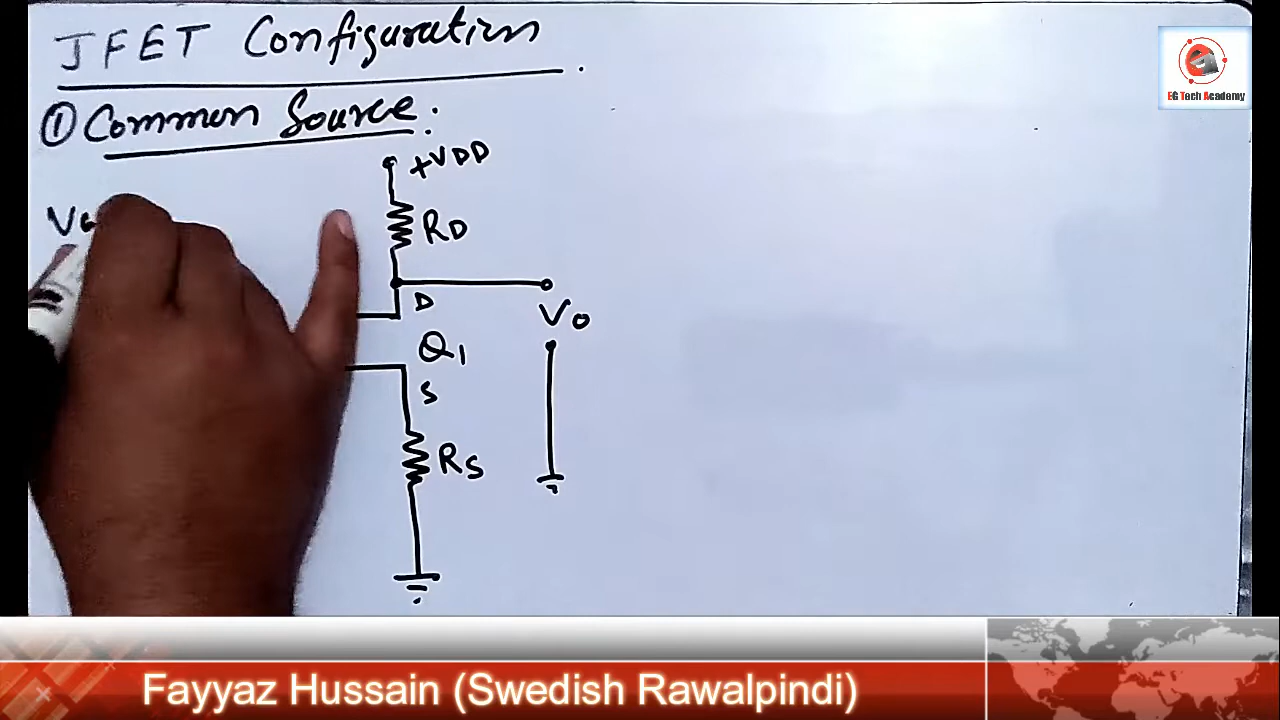 JFET Configuration
① Common Source.
+VDD
RD
D
Vo
Q1
S
RS
EG Tech Academy
Fayyaz Hussain (Swedish Rawalpindi)